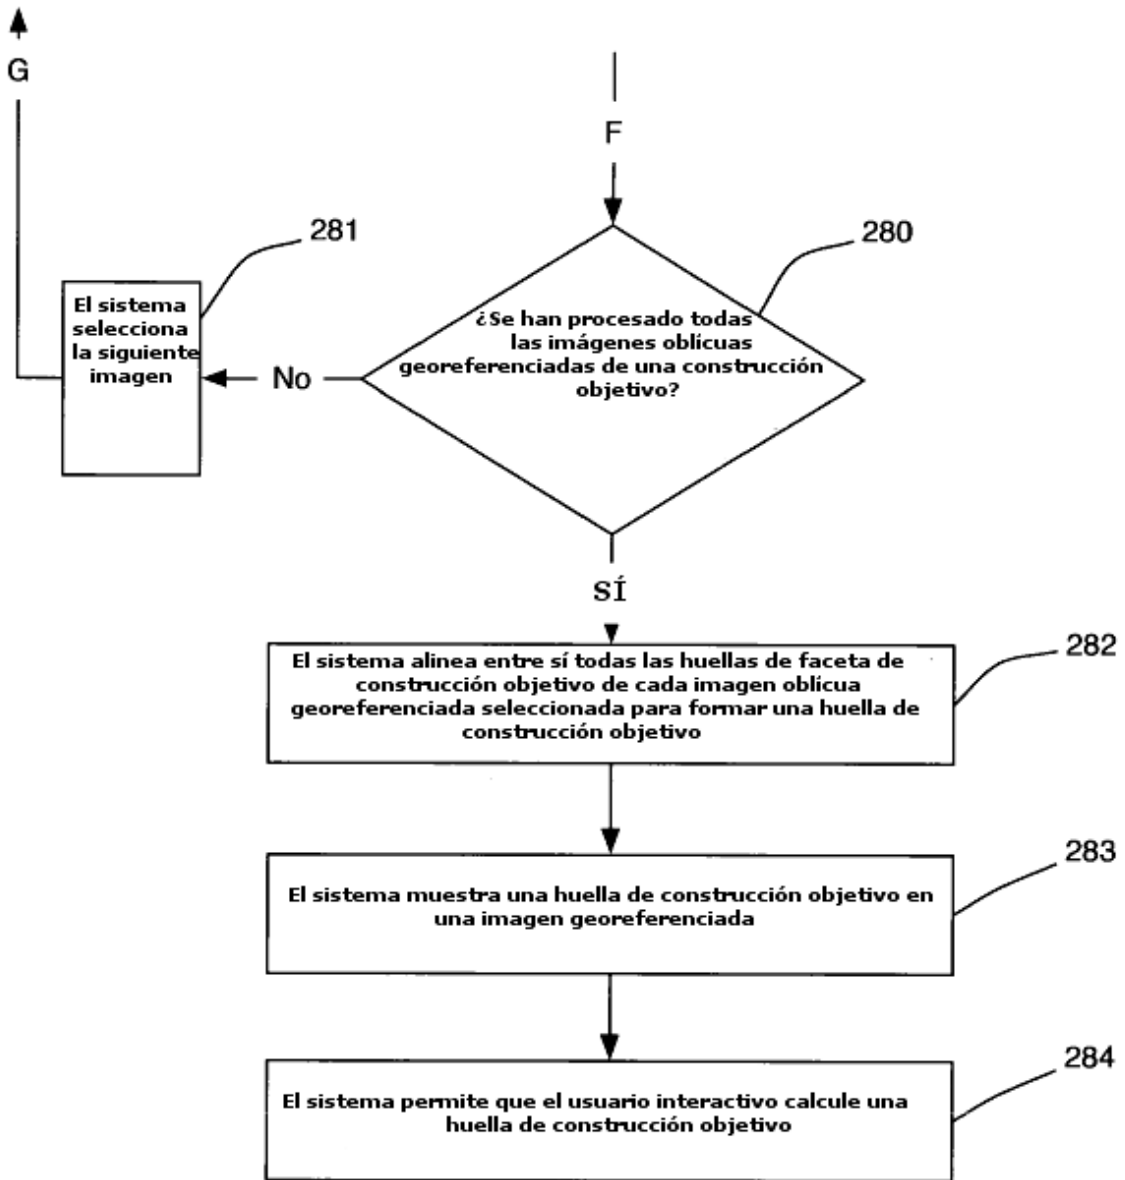 G
F
281
280
El sistema
selecciona
la siguiente
imagen
¿Se han procesado todas
las imágenes oblícuas
georeferenciadas de una construcción
objetivo?
No
SÍ
282
El sistema alinea entre sí todas las huellas de faceta de
construcción objetivo de cada imagen oblícua
georeferenciada seleccionada para formar una huella de
construcción objetivo
283
El sistema muestra una huella de construcción objetivo en
una imagen georeferenciada
284
El sistema permite que el usuario interactivo calcule una
huella de construcción objetivo